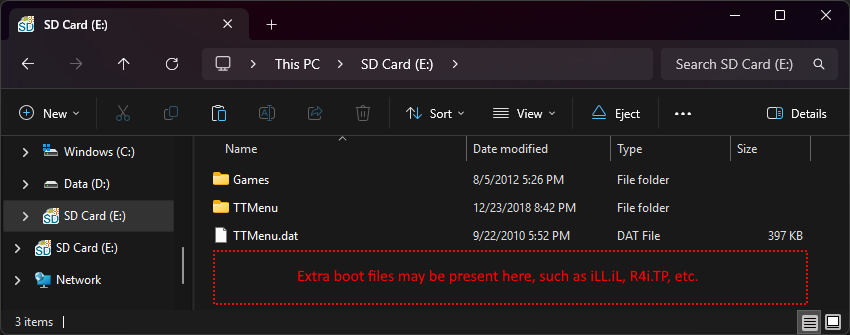 SD Card (E:)
This PC
SD Card (E:)
Search SD Card (E:)
New
Sort
View
Eject
Details
Name Date modified Type Size
Windows (C:)
Data (D:)
SD Card (E:)
SD Card (E:)
Network
Games 8/5/2012 5:26 PM File folder
TTMenu 12/23/2018 8:42 PM File folder
TTMenu.dat 9/22/2010 5:52 PM DAT File 397 KB
Extra boot files may be present here, such as iLL.iL, R4i.TP, etc.
3 items